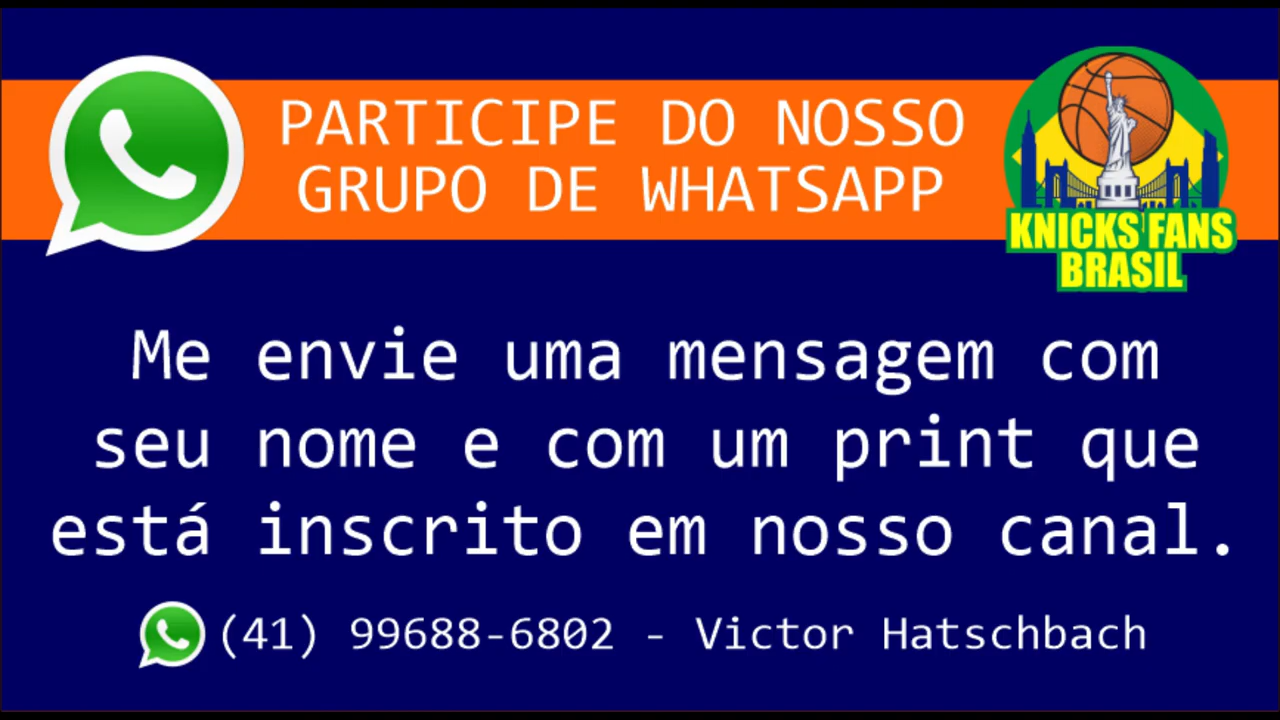 PARTICIPE DO NOSSO
GRUPO DE WHATSAPP
KNICKS FANS
BRASIL
Me envie uma mensagem com
seu nome e com um print que
está inscrito em nosso canal.
(41) 99688-6802 - Victor Hatschbach